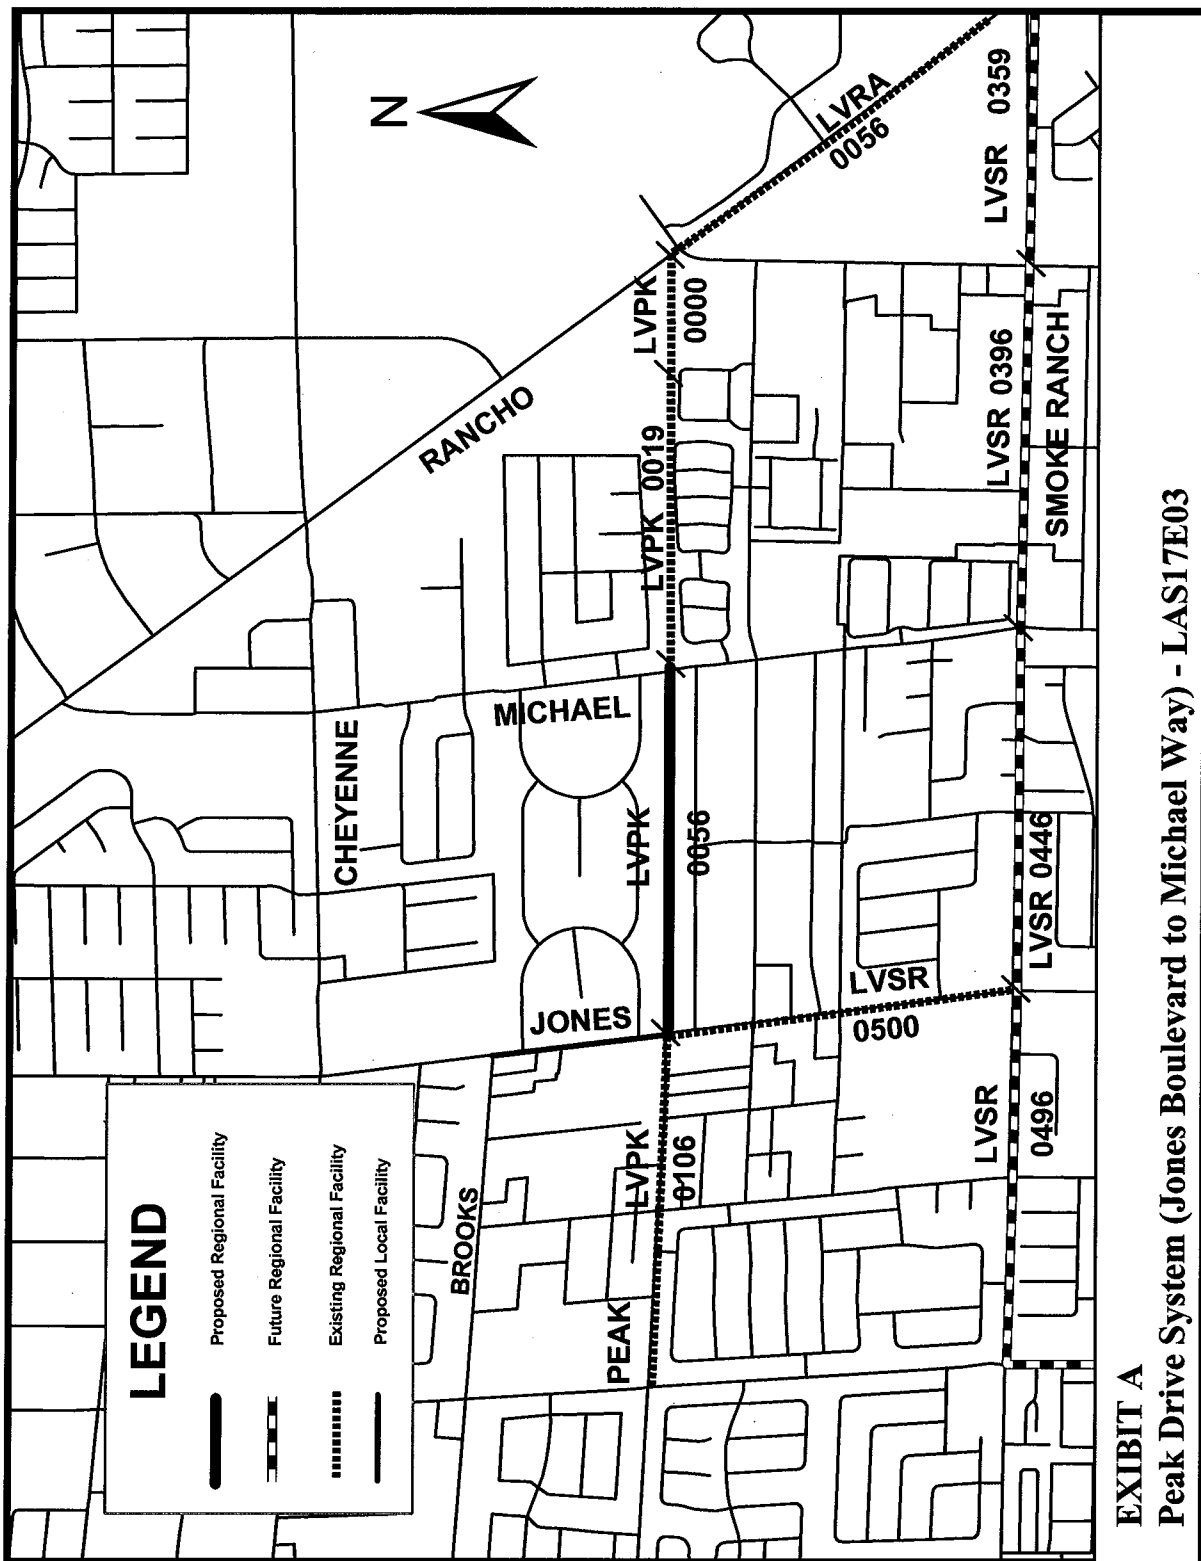 LEGEND
Proposed Regional Facility
Future Regional Facility
Existing Regional Facility
Proposed Local Facility
N
CHEYENNE
RANCHO
MICHAEL
JONES
BROOKS
PEAK
LVPK
0106
LVPK
0056
LVPK 0019
LVPK
0000
LVRA
0056
LVSR
0500
LVSR
0496
LVSR 0446
LVSR 0396
SMOKE RANCH
LVSR 0359
EXHIBIT A
Peak Drive System (Jones Boulevard to Michael Way) - LAS17E03